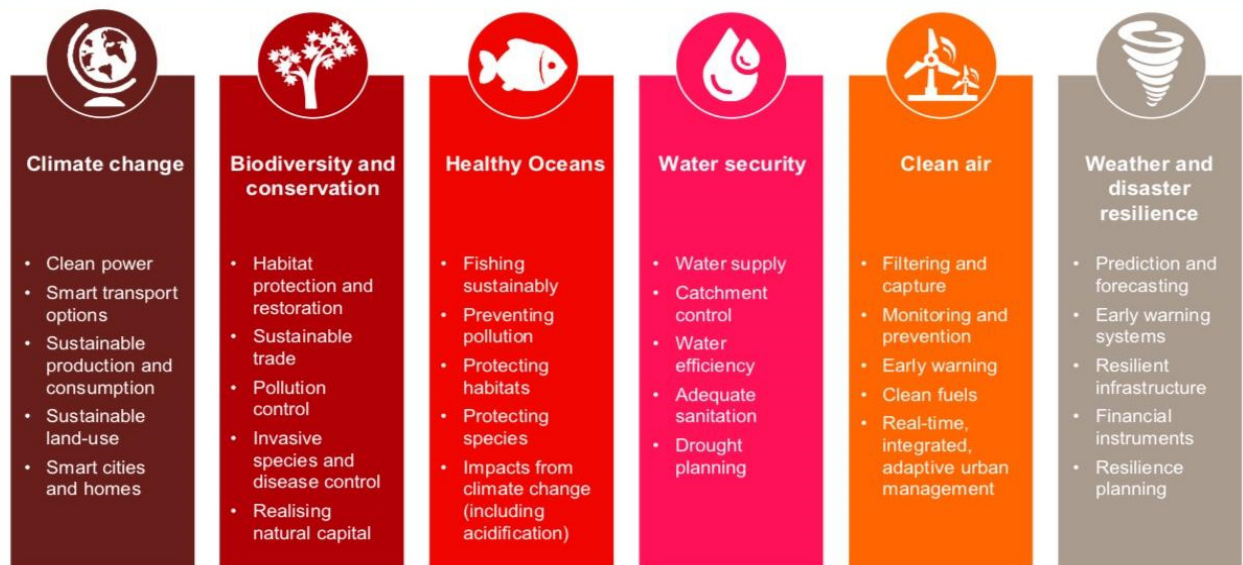 Climate change
• Clean power
• Smart transport
options
• Sustainable
production and
consumption
• Sustainable
land-use
• Smart cities
and homes
Biodiversity and
conservation
• Habitat
protection and
restoration
• Sustainable
trade
• Pollution
control
• Invasive
species and
disease control
• Realising
natural capital
Healthy Oceans
• Fishing
sustainably
• Preventing
pollution
• Protecting
habitats
• Protecting
species
• Impacts from
climate change
(including
acidification)
Water security
• Water supply
• Catchment
control
• Water
efficiency
• Adequate
sanitation
• Drought
planning
Clean air
• Filtering and
capture
• Monitoring and
prevention
• Early warning
• Clean fuels
• Real-time,
integrated,
adaptive urban
management
Weather and
disaster
resilience
• Prediction and
forecasting
• Early warning
systems
• Resilient
infrastructure
• Financial
instruments
• Resilience
planning